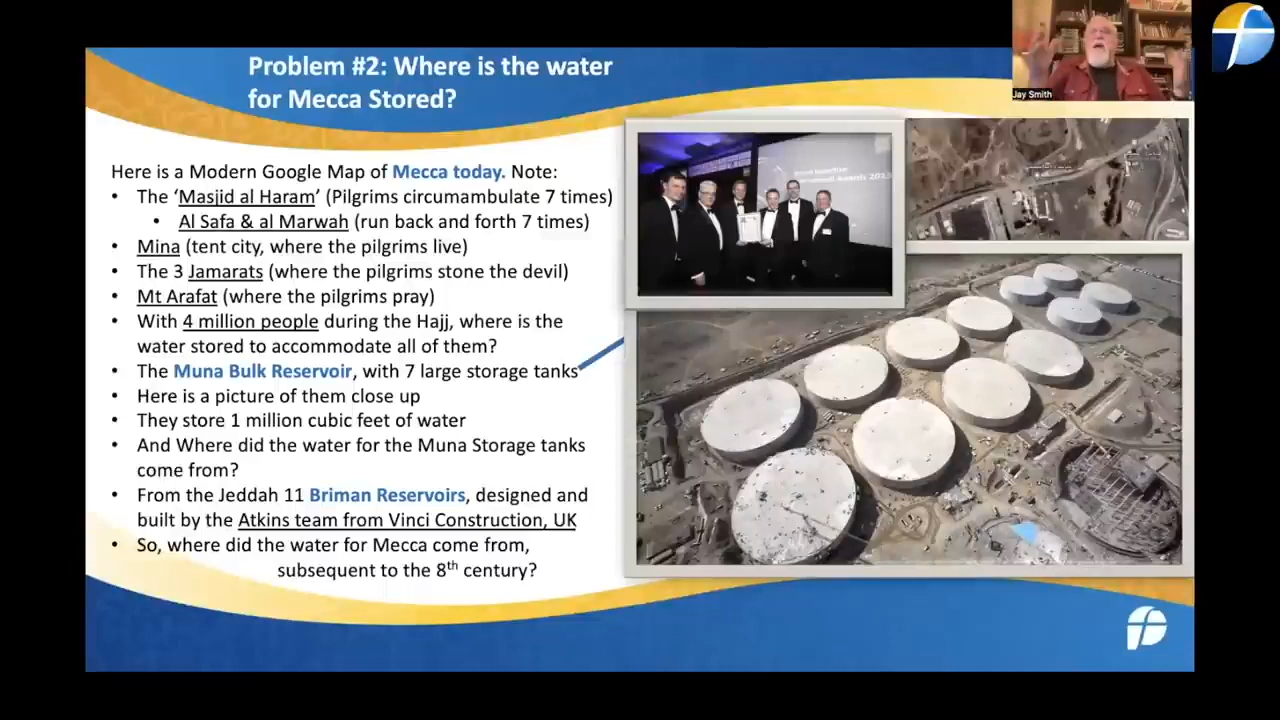 Problem #2: Where is the water
for Mecca Stored?
Jay Smith
Here is a Modern Google Map of Mecca today. Note:
• The ‘Masjid al Haram’ (Pilgrims circumambulate 7 times)
• Al Safa & al Marwah (run back and forth 7 times)
• Mina (tent city, where the pilgrims live)
• The 3 Jamarats (where the pilgrims stone the devil)
• Mt Arafat (where the pilgrims pray)
• With 4 million people during the Hajj, where is the
water stored to accommodate all of them?
• The Muna Bulk Reservoir, with 7 large storage tanks
• Here is a picture of them close up
• They store 1 million cubic feet of water
• And Where did the water for the Muna Storage tanks
come from?
• From the Jeddah 11 Briman Reservoirs, designed and
built by the Atkins team from Vinci Construction, UK
• So, where did the water for Mecca come from,
subsequent to the 8th century?